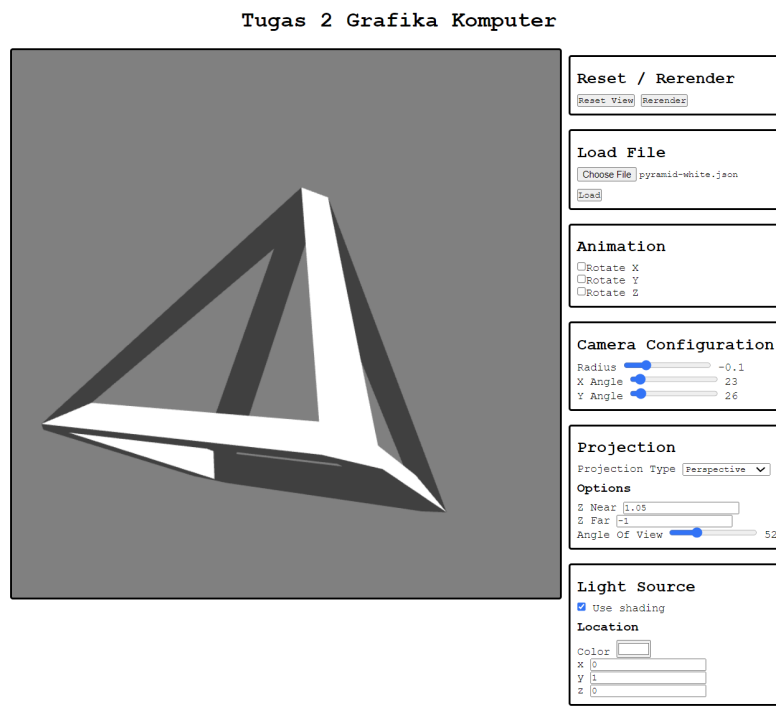 Tugas 2 Grafika Komputer
Reset / Rerender
Reset View Rerender
Load File
Choose File pyramid-white.json
Load
Animation
Rotate X
Rotate Y
Rotate Z
Camera Configuration
Radius -0.1
X Angle 23
Y Angle 26
Projection
Projection Type Perspective
Options
Z Near 1.05
Z Far -1
Angle Of View 52
Light Source
Use shading
Location
Color
x 0
y 1
z 0